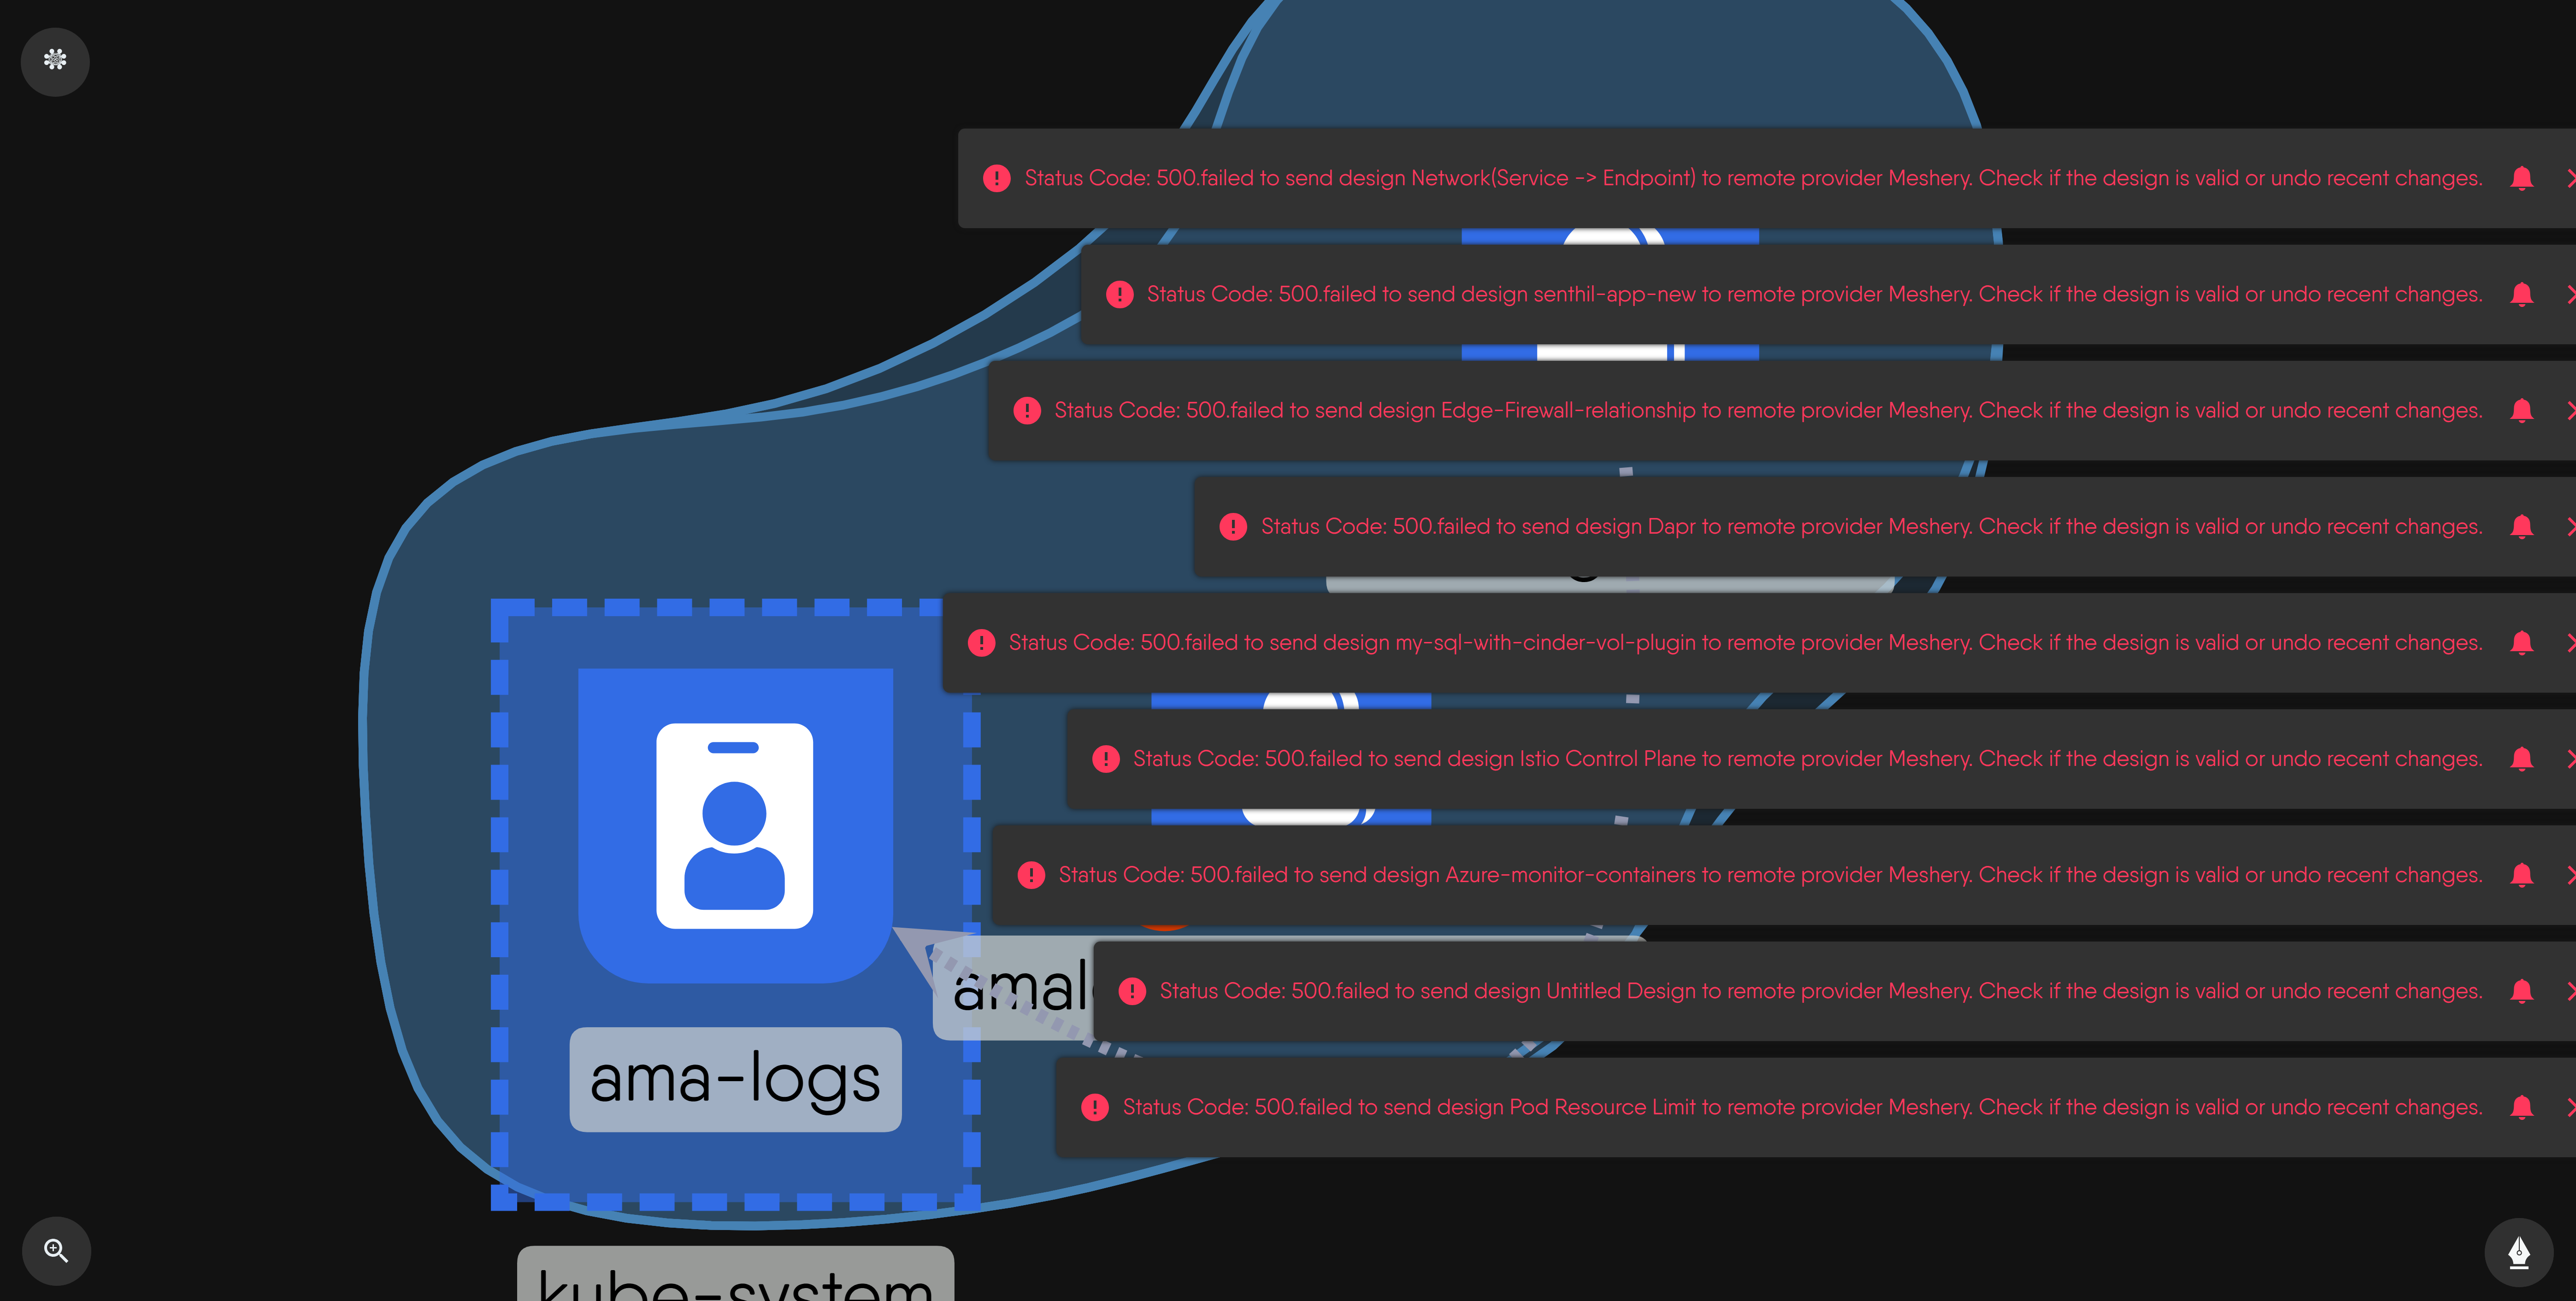 Status Code: 500.failed to send design Network(Service -> Endpoint) to remote provider Meshery. Check if the design is valid or undo recent changes.
Status Code: 500.failed to send design senthil-app-new to remote provider Meshery. Check if the design is valid or undo recent changes.
Status Code: 500.failed to send design Edge-Firewall-relationship to remote provider Meshery. Check if the design is valid or undo recent changes.
Status Code: 500.failed to send design Dapr to remote provider Meshery. Check if the design is valid or undo recent changes.
Status Code: 500.failed to send design my-sql-with-cinder-vol-plugin to remote provider Meshery. Check if the design is valid or undo recent changes.
Status Code: 500.failed to send design Istio Control Plane to remote provider Meshery. Check if the design is valid or undo recent changes.
Status Code: 500.failed to send design Azure-monitor-containers to remote provider Meshery. Check if the design is valid or undo recent changes.
amal
Status Code: 500.failed to send design Untitled Design to remote provider Meshery. Check if the design is valid or undo recent changes.
ama-logs
Status Code: 500.failed to send design Pod Resource Limit to remote provider Meshery. Check if the design is valid or undo recent changes.
kube-system